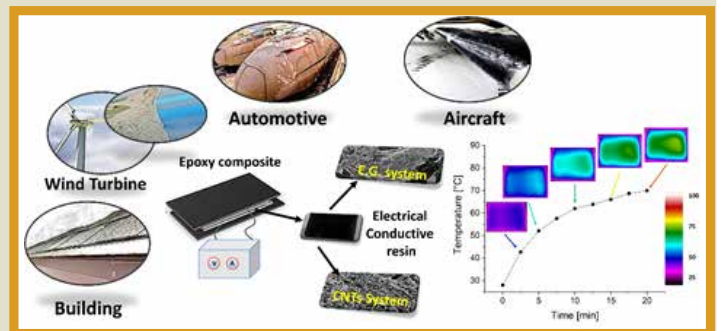 Automotive
Aircraft
Wind Turbine
Building
Epoxy composite
V A
E.G. system
Electrical
Conductive
resin
CNTs System
Temperature [°C]
90
80
70
60
50
40
30
0 5 10 15 20
Time [min]
100
75
50
25